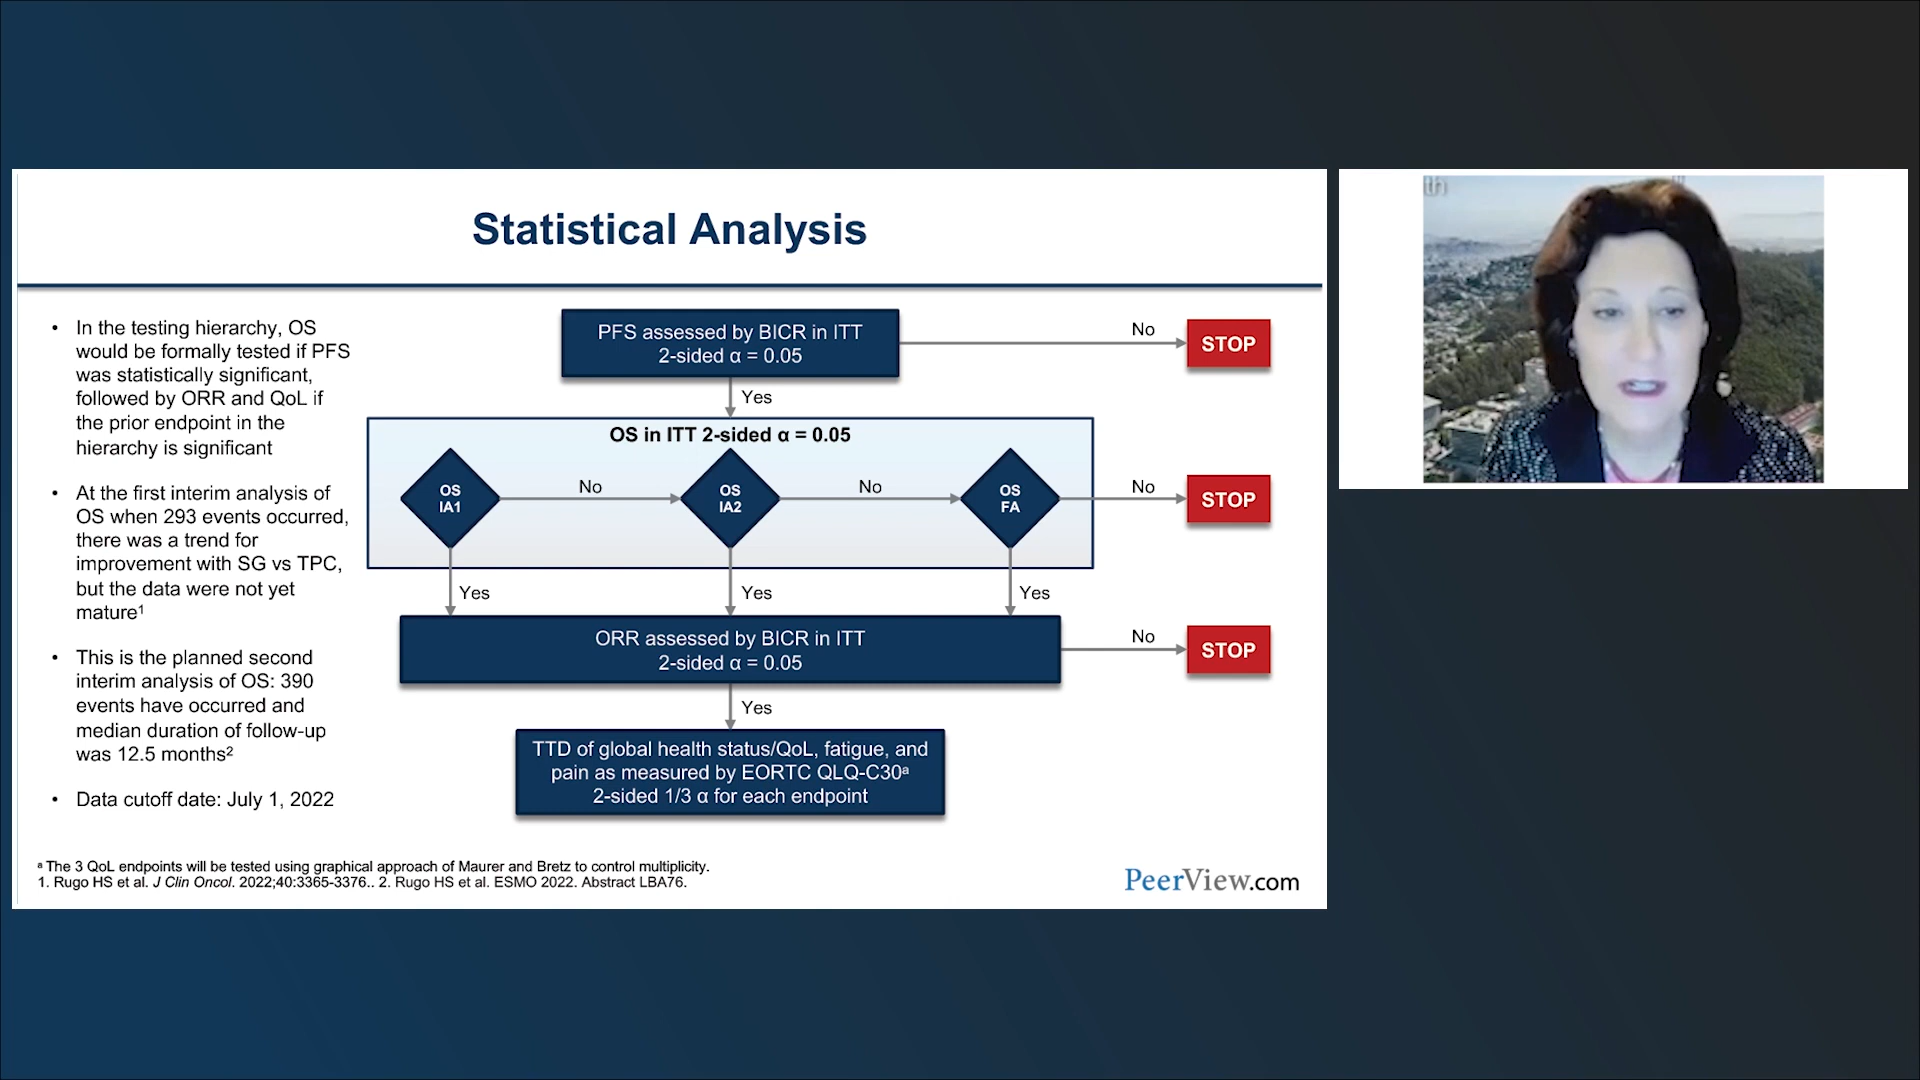 Statistical Analysis
• In the testing hierarchy, OS
would be formally tested if PFS
was statistically significant,
followed by ORR and QoL if
the prior endpoint in the
hierarchy is significant
• At the first interim analysis of
OS when 293 events occurred,
there was a trend for
improvement with SG vs TPC,
but the data were not yet
mature¹
• This is the planned second
interim analysis of OS: 390
events have occurred and
median duration of follow-up
was 12.5 months²
• Data cutoff date: July 1, 2022
PFS assessed by BICR in ITT
2-sided α = 0.05
No
STOP
Yes
OS in ITT 2-sided α = 0.05
OS
IA1
No
OS
IA2
No
OS
FA
No
STOP
Yes
Yes
Yes
ORR assessed by BICR in ITT
2-sided α = 0.05
No
STOP
Yes
TTD of global health status/QoL, fatigue, and
pain as measured by EORTC QLQ-C30ᵃ
2-sided 1/3 α for each endpoint
ᵃ The 3 QoL endpoints will be tested using graphical approach of Maurer and Bretz to control multiplicity.
1. Rugo HS et al. J Clin Oncol. 2022;40:3365-3376.. 2. Rugo HS et al. ESMO 2022. Abstract LBA76.
PeerView.com
th